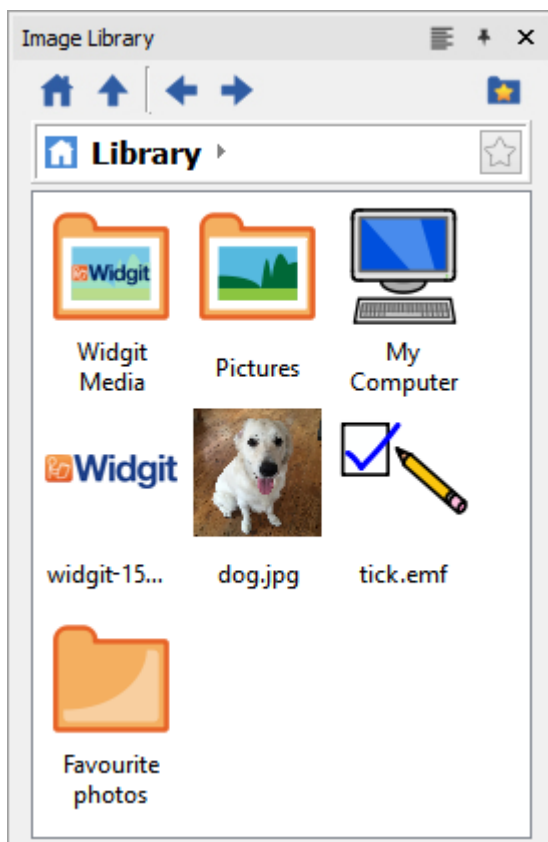 Image Library
Library
Widgit
Widgit
Media
Pictures
My
Computer
Widgit
widgit-15...
dog.jpg
tick.emf
Favourite
photos